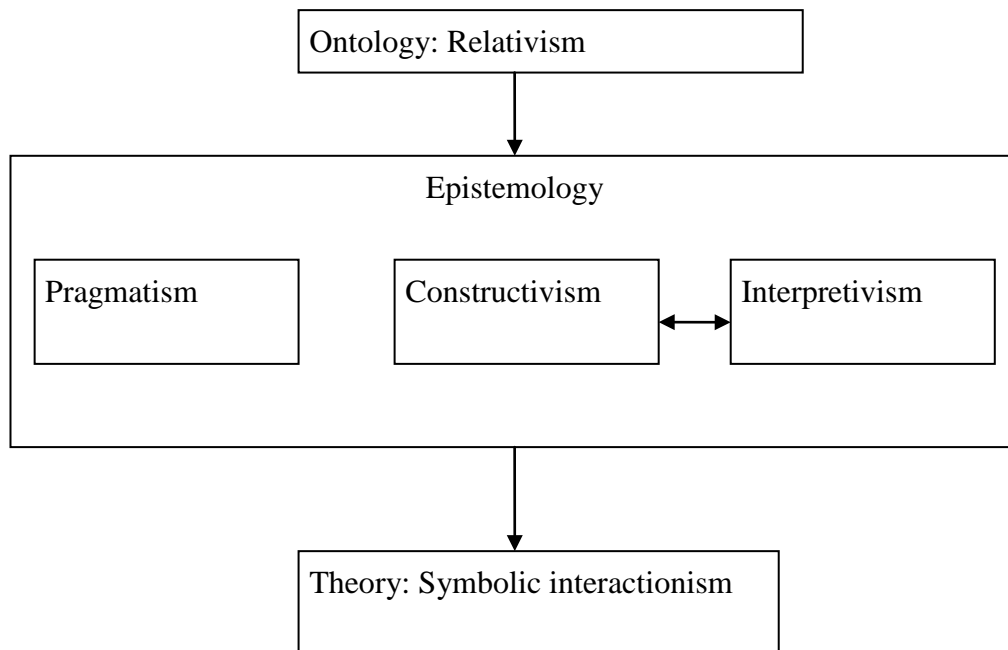 Ontology: Relativism
Epistemology
Pragmatism
Constructivism
Interpretivism
Theory: Symbolic interactionism